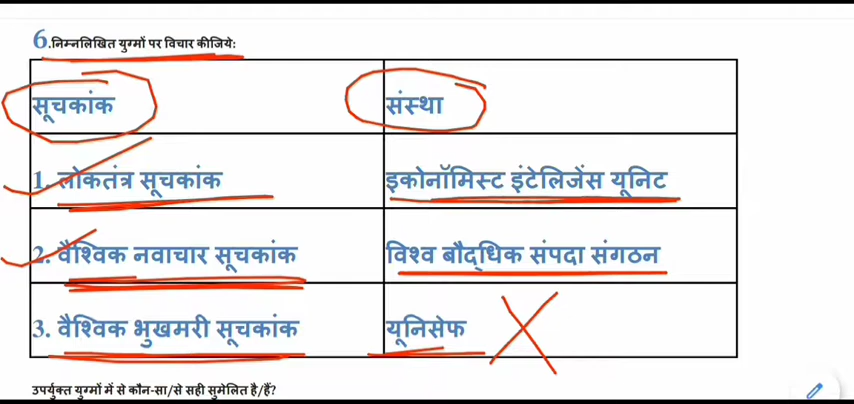 6.निम्नलिखित युग्मों पर विचार कीजिये:
सूचकांक संस्था
1. लोकतंत्र सूचकांक इकोनॉमिस्ट इंटेलिजेंस यूनिट
2. वैश्विक नवाचार सूचकांक विश्व बौद्धिक संपदा संगठन
3. वैश्विक भुखमरी सूचकांक यूनिसेफ
उपर्युक्त युग्मों में से कौन-सा/से सही सुमेलित है/हैं?